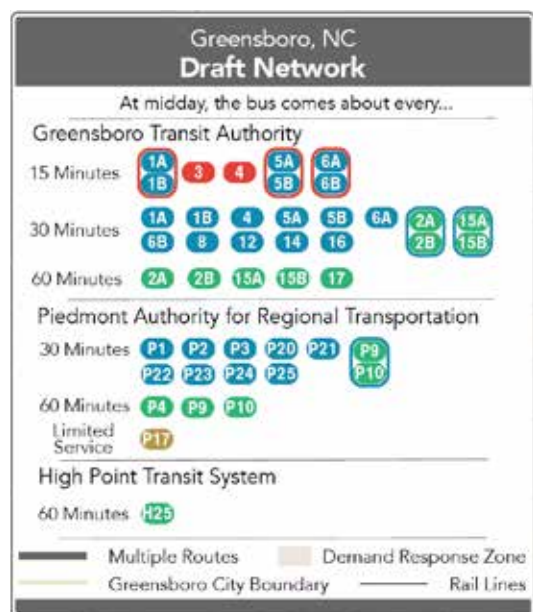 Greensboro, NC
Draft Network
At midday, the bus comes about every...
Greensboro Transit Authority
15 Minutes 1A 1B 3 4 5A 5B 6A 6B
30 Minutes 1A 1B 4 5A 5B 6A 2A 2B 15A 15B
6B 8 12 14 16
60 Minutes 2A 2B 15A 15B 17
Piedmont Authority for Regional Transportation
30 Minutes P1 P2 P3 P20 P21 P9 P10
P22 P23 P24 P25
60 Minutes P4 P9 P10
Limited Service P17
High Point Transit System
60 Minutes H25
Multiple Routes Demand Response Zone
Greensboro City Boundary Rail Lines